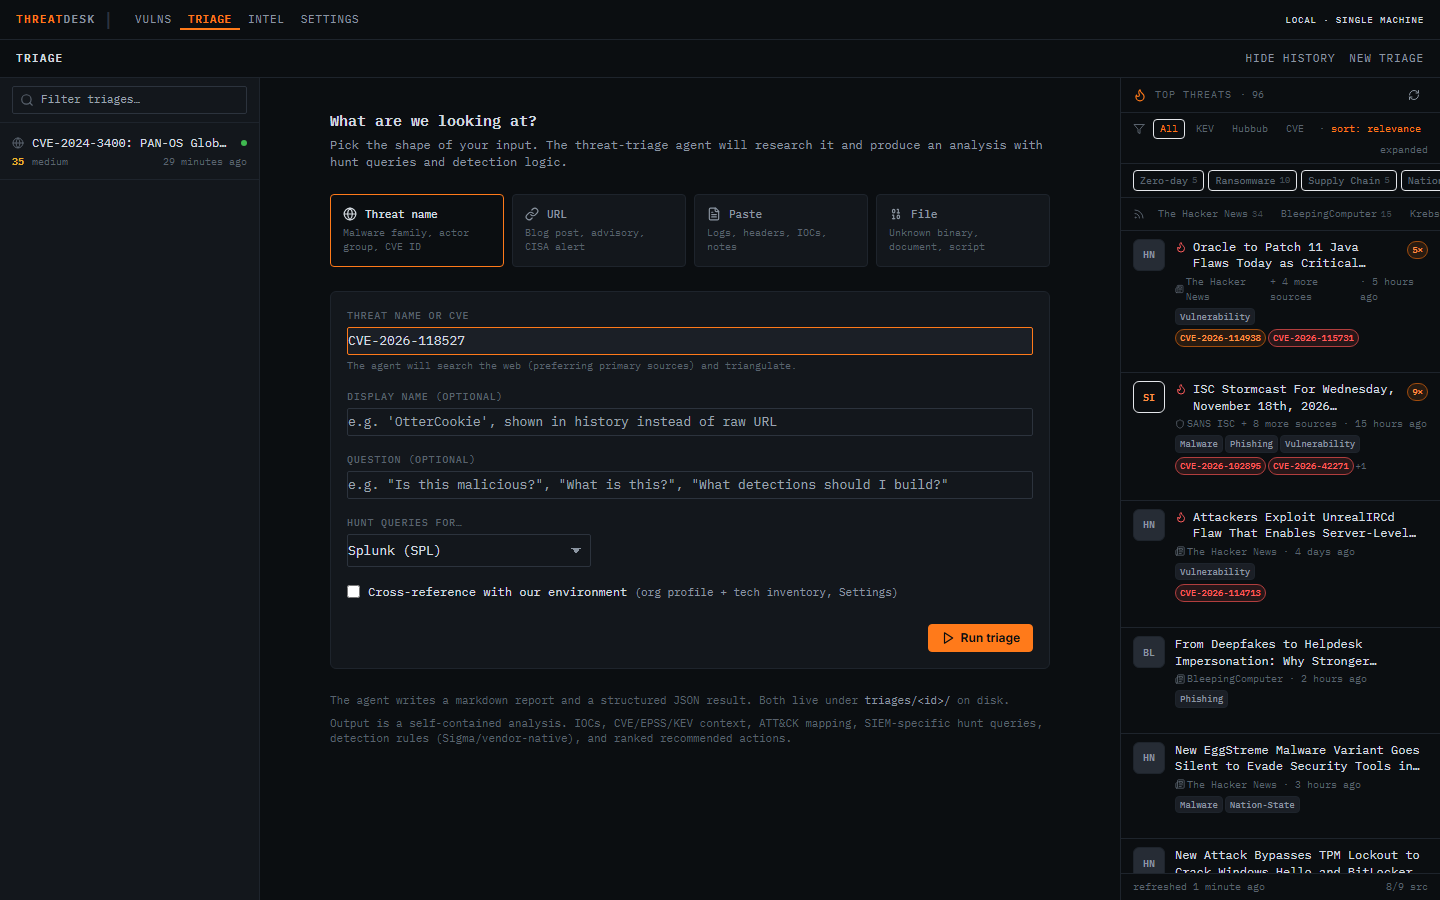 THREATDESK
VULNS TRIAGE INTEL SETTINGS
LOCAL · SINGLE MACHINE
TRIAGE
HIDE HISTORY NEW TRIAGE
Filter triages…
CVE-2024-3400: PAN-OS Glob…
35 medium 29 minutes ago
What are we looking at?
Pick the shape of your input. The threat-triage agent will research it and produce an analysis with
hunt queries and detection logic.
Threat name
Malware family, actor
group, CVE ID
URL
Blog post, advisory,
CISA alert
Paste
Logs, headers, IOCs,
notes
File
Unknown binary,
document, script
THREAT NAME OR CVE
CVE-2026-118527
The agent will search the web (preferring primary sources) and triangulate.
DISPLAY NAME (OPTIONAL)
e.g. 'OtterCookie', shown in history instead of raw URL
QUESTION (OPTIONAL)
e.g. "Is this malicious?", "What is this?", "What detections should I build?"
HUNT QUERIES FOR…
Splunk (SPL)
Cross-reference with our environment (org profile + tech inventory, Settings)
Run triage
The agent writes a markdown report and a structured JSON result. Both live under triages/<id>/ on disk.
Output is a self-contained analysis. IOCs, CVE/EPSS/KEV context, ATT&CK mapping, SIEM-specific hunt queries,
detection rules (Sigma/vendor-native), and ranked recommended actions.
TOP THREATS · 96
All KEV Hubbub CVE · sort: relevance
expanded
Zero-day 5 Ransomware 10 Supply Chain 5 Nation
The Hacker News 34 BleepingComputer 15 Krebs
HN
Oracle to Patch 11 Java
Flaws Today as Critical…
5×
The Hacker News + 4 more sources · 5 hours ago
Vulnerability
CVE-2026-114938 CVE-2026-115731
SI
ISC Stormcast For Wednesday,
November 18th, 2026…
9×
SANS ISC + 8 more sources · 15 hours ago
Malware Phishing Vulnerability
CVE-2026-102895 CVE-2026-42271 +1
HN
Attackers Exploit UnrealIRCd
Flaw That Enables Server-Level…
The Hacker News · 4 days ago
Vulnerability
CVE-2026-114713
BL
From Deepfakes to Helpdesk
Impersonation: Why Stronger…
BleepingComputer · 2 hours ago
Phishing
HN
New EggStreme Malware Variant Goes
Silent to Evade Security Tools in…
The Hacker News · 3 hours ago
Malware Nation-State
HN
New Attack Bypasses TPM Lockout to
Crack Windows Hello and BitLocker
refreshed 1 minute ago 8/9 src